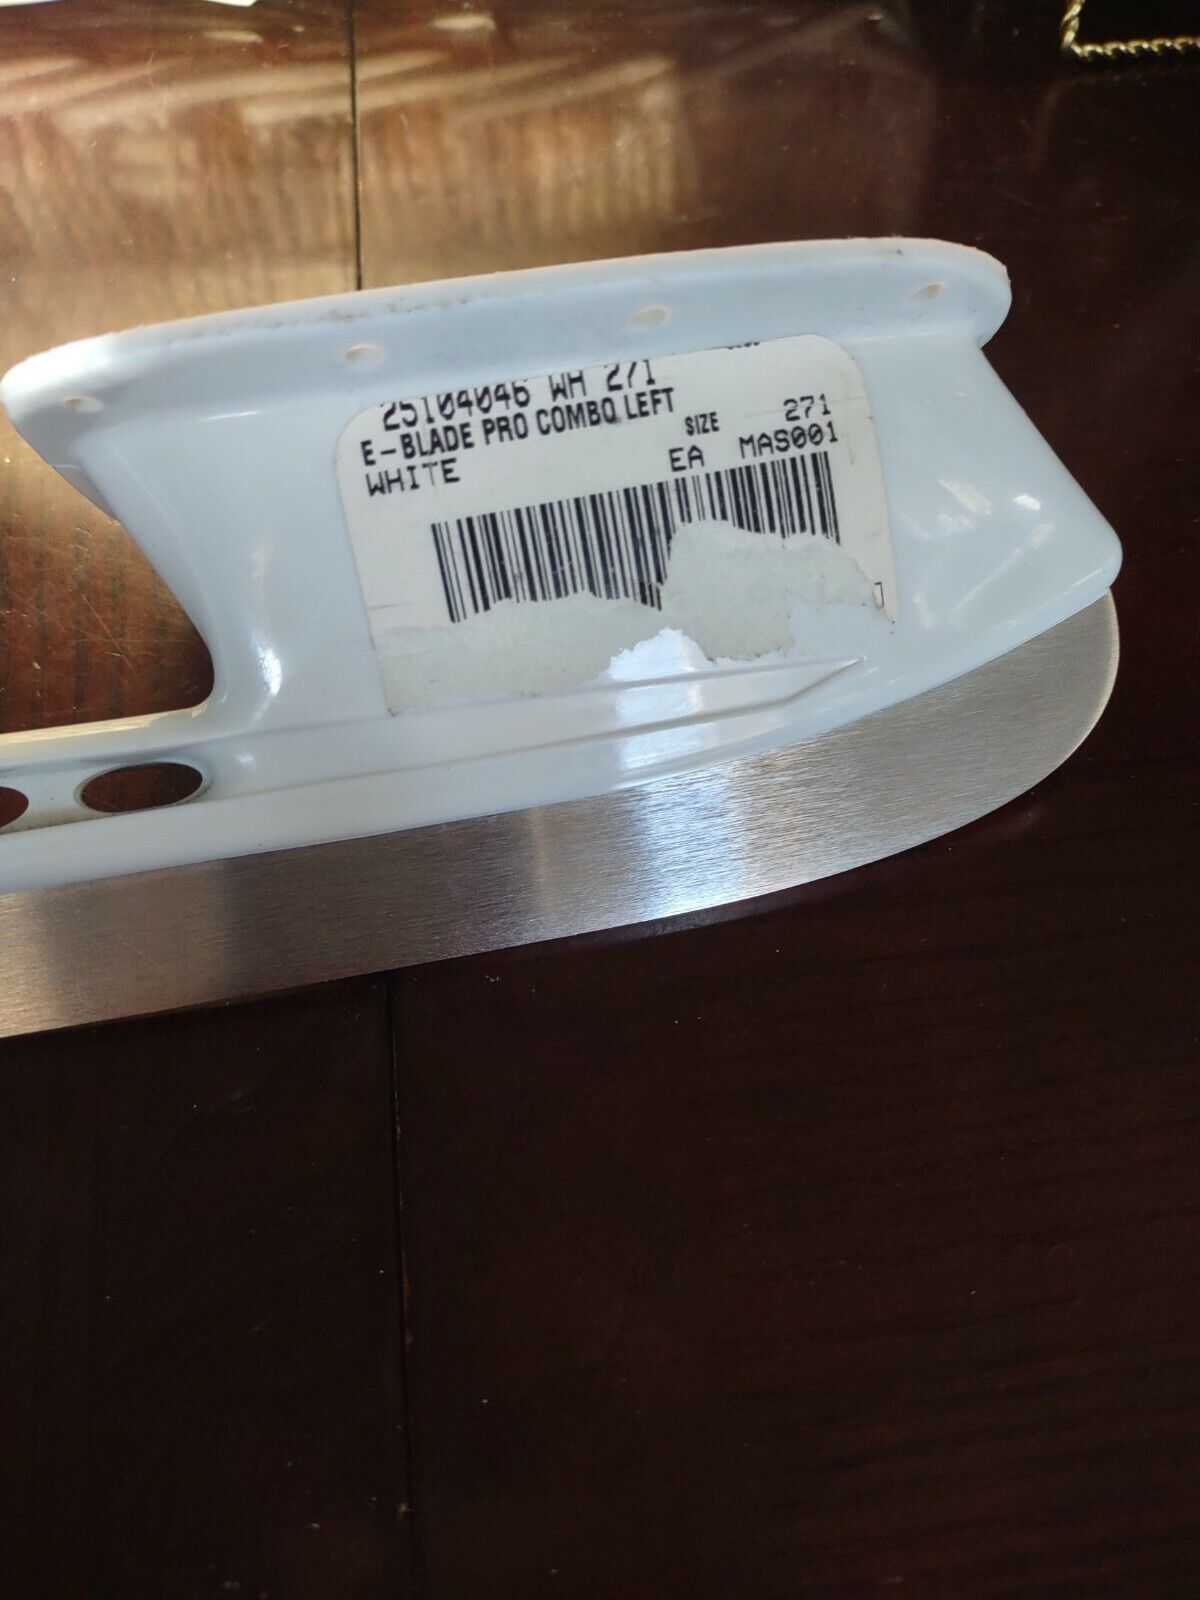 25104046 WH 271
E-BLADE PRO COMBO LEFT
SIZE 271
WHITE EA MAS001